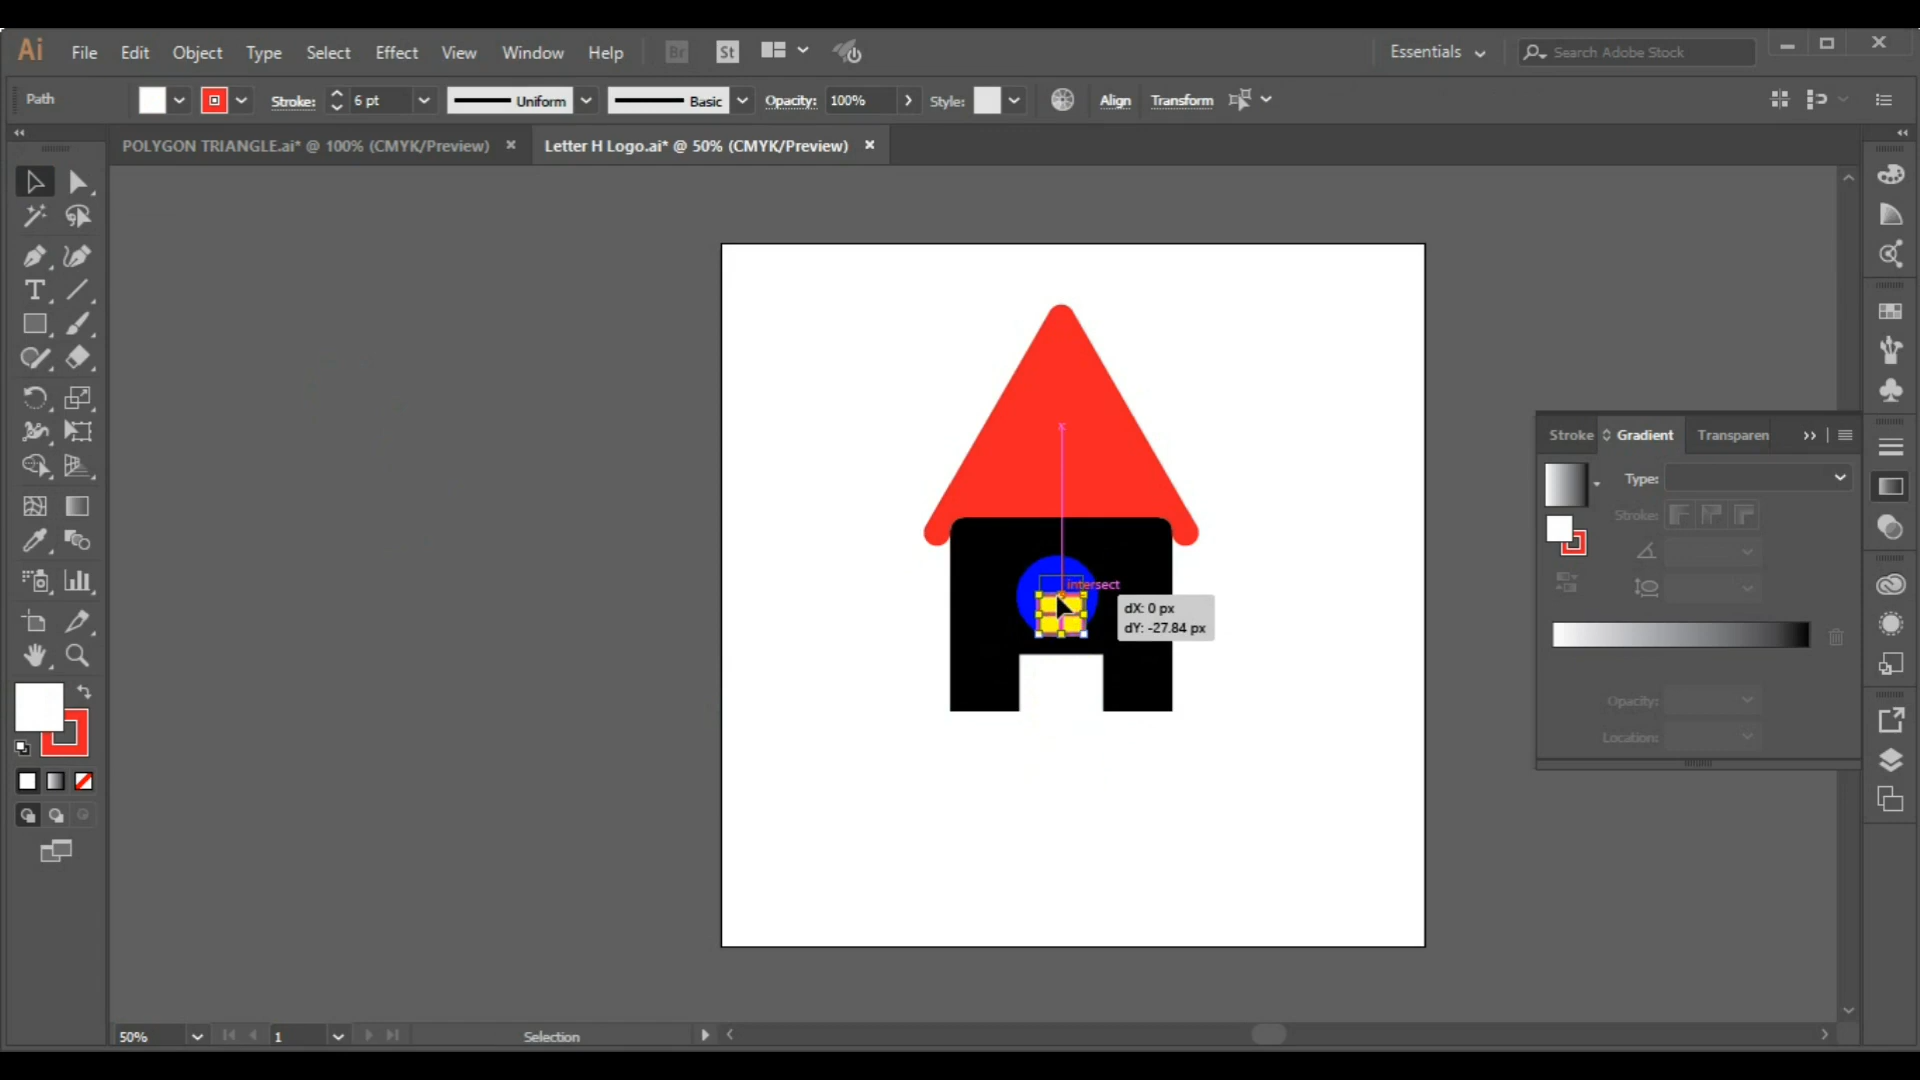 Ai File Edit Object Type Select Effect View Window Help Br St Essentials Search Adobe Stock
Path Stroke: 6 pt Uniform Basic Opacity: 100% Style: Align Transform
POLYGON TRIANGLE.ai* @ 100% (CMYK/Preview) Letter H Logo.ai* @ 50% (CMYK/Preview)
Stroke Gradient Transparen
Type:
Stroke:
intersect
dX: 0 px
dY: -27.84 px
Opacity:
Location:
50% 1 Selection